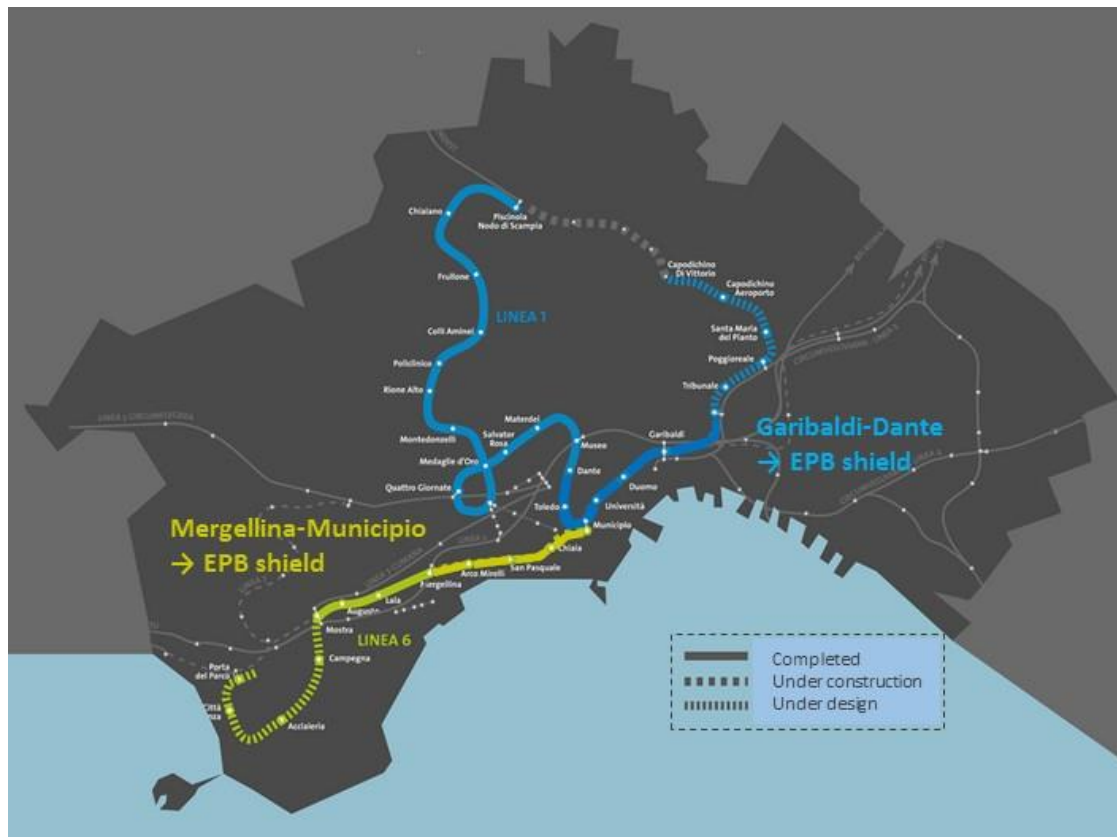 Chiaiano
Piscinola
Nodo di Scampia
Frullone
Capodichino
Di Vittorio
Capodichino
Aeroporto
LINEA 1
Colli Aminei
Santa Maria
del Pianto
Policlinico
Poggioreale
Rione Alto
Tribunale
Materdei
Montedonzelli
Salvator
Rosa
Museo
Garibaldi
Garibaldi-Dante
→ EPB shield
Medaglie d'Oro
Dante
Quattro Giornate
Duomo
Toledo
Università
Municipio
Mergellina-Municipio
→ EPB shield
Chiaia
San Pasquale
Arco Mirelli
Mergellina
Lala
Augusto
Mostra
LINEA 6
Campegna
Porta
del Parco
Città
Acciaieria
Completed
Under construction
Under design